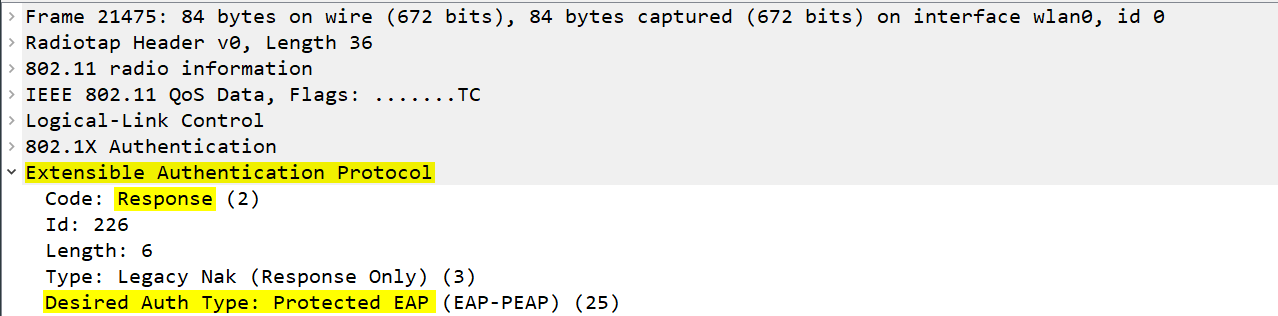 Frame 21475: 84 bytes on wire (672 bits), 84 bytes captured (672 bits) on interface wlan0, id 0
Radiotap Header v0, Length 36
802.11 radio information
IEEE 802.11 QoS Data, Flags: .......TC
Logical-Link Control
802.1X Authentication
Extensible Authentication Protocol
Code: Response (2)
Id: 226
Length: 6
Type: Legacy Nak (Response Only) (3)
Desired Auth Type: Protected EAP (EAP-PEAP) (25)